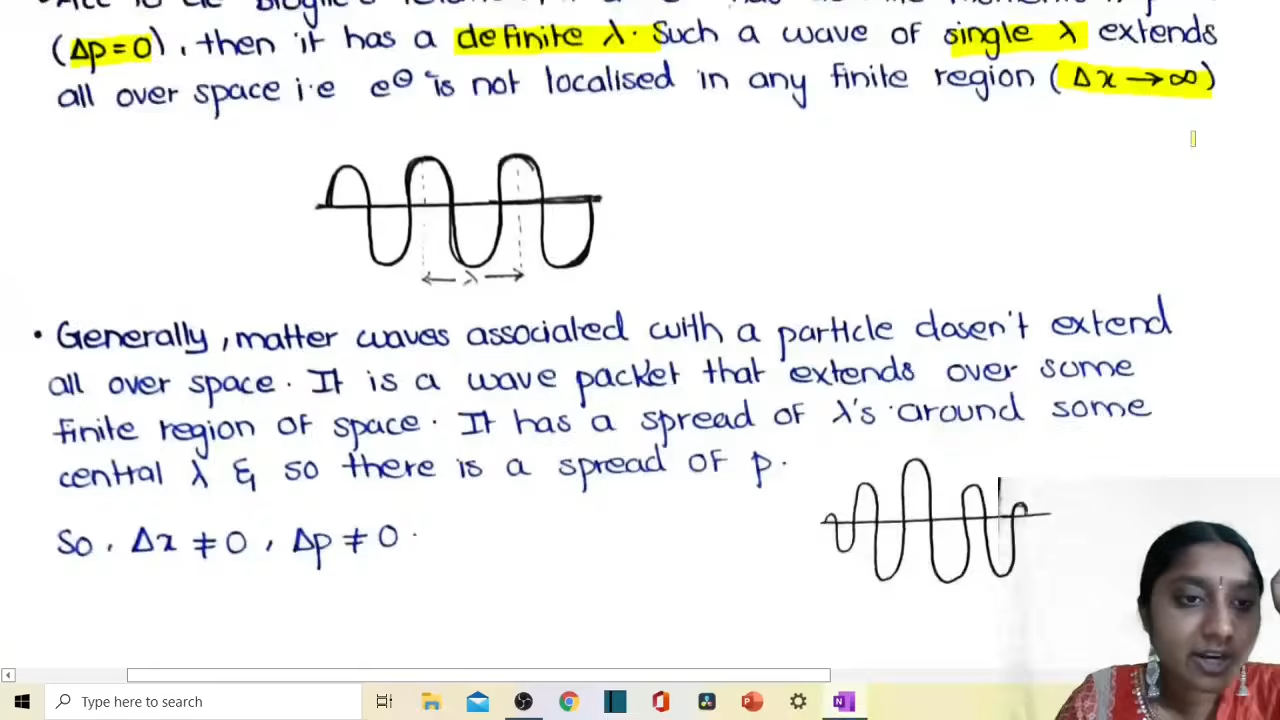 (Δp = 0), then it has a definite λ. Such a wave of single λ extends
all over space i.e e⊖ is not localised in any finite region (Δx → ∞)
λ
• Generally, matter waves associated with a particle dosen't extend
all over space. It is a wave packet that extends over some
finite region of space. It has a spread of λ's around some
central λ & so there is a spread of p.
So, Δx ≠ 0, Δp ≠ 0.
Type here to search